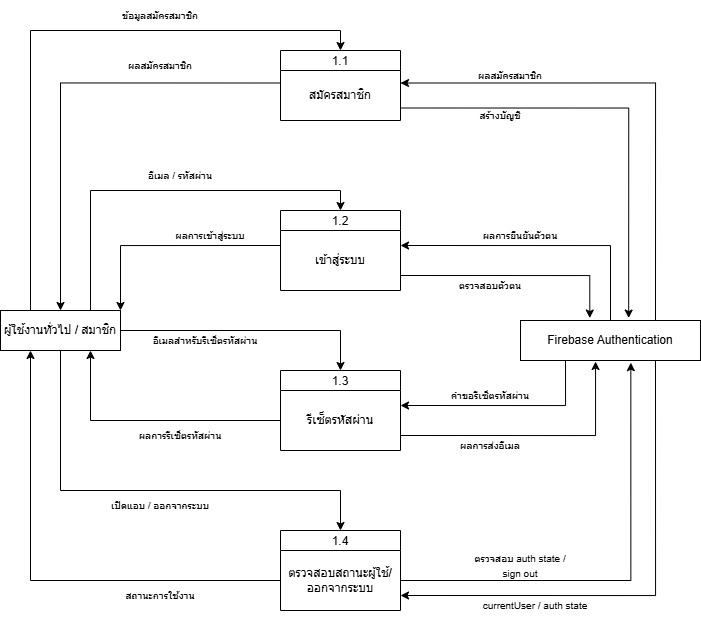 ข้อมูลสมัครสมาชิก
1.1
ผลสมัครสมาชิก
ผลสมัครสมาชิก
สมัครสมาชิก
สร้างบัญชี
อีเมล / รหัสผ่าน
1.2
ผลการเข้าสู่ระบบ
ผลการยืนยันตัวตน
เข้าสู่ระบบ
ตรวจสอบตัวตน
ผู้ใช้งานทั่วไป / สมาชิก
อีเมลสำหรับรีเซ็ตรหัสผ่าน
Firebase Authentication
1.3
คำขอรีเซ็ตรหัสผ่าน
รีเซ็ตรหัสผ่าน
ผลการรีเซ็ตรหัสผ่าน
ผลการส่งอีเมล
เปิดแอป / ออกจากระบบ
1.4
ตรวจสอบ auth state /
sign out
ตรวจสอบสถานะผู้ใช้/
ออกจากระบบ
สถานะการใช้งาน
currentUser / auth state